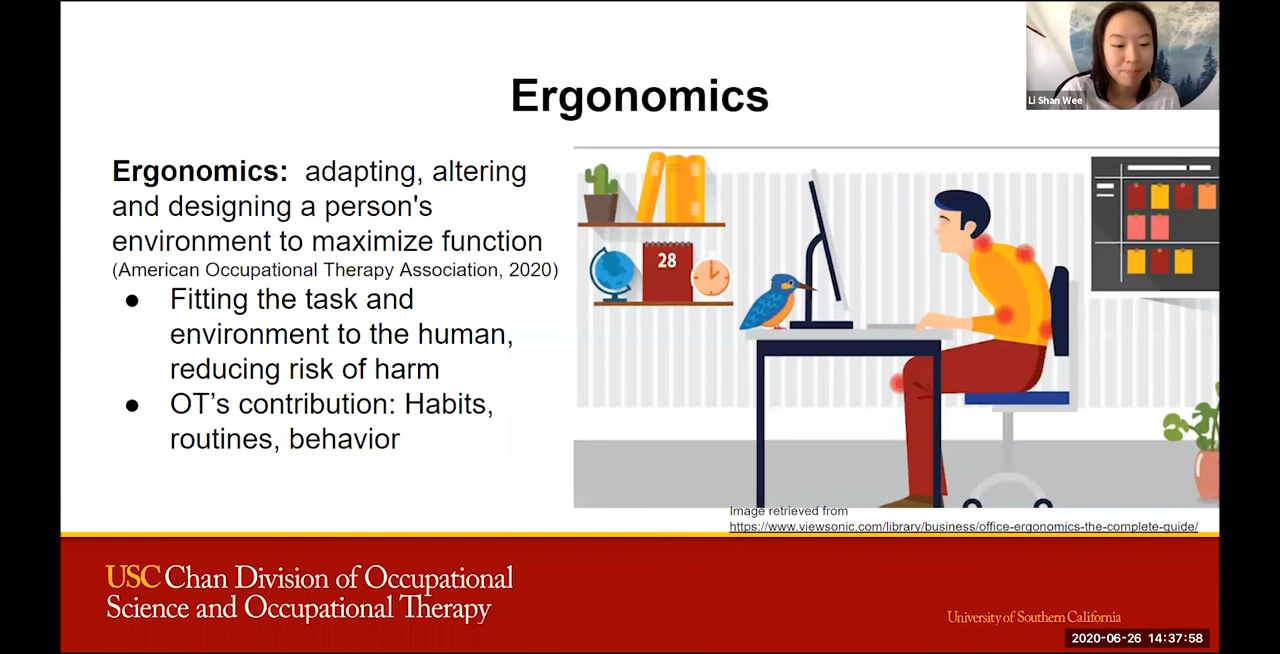 Li Shan Wee
Ergonomics
Ergonomics: adapting, altering
and designing a person's
environment to maximize function
(American Occupational Therapy Association, 2020)
● Fitting the task and
environment to the human,
reducing risk of harm
● OT’s contribution: Habits,
routines, behavior
28
Image retrieved from
https://www.viewsonic.com/library/business/office-ergonomics-the-complete-guide/
USC Chan Division of Occupational
Science and Occupational Therapy
University of Southern California
2020-06-26 14:37:58